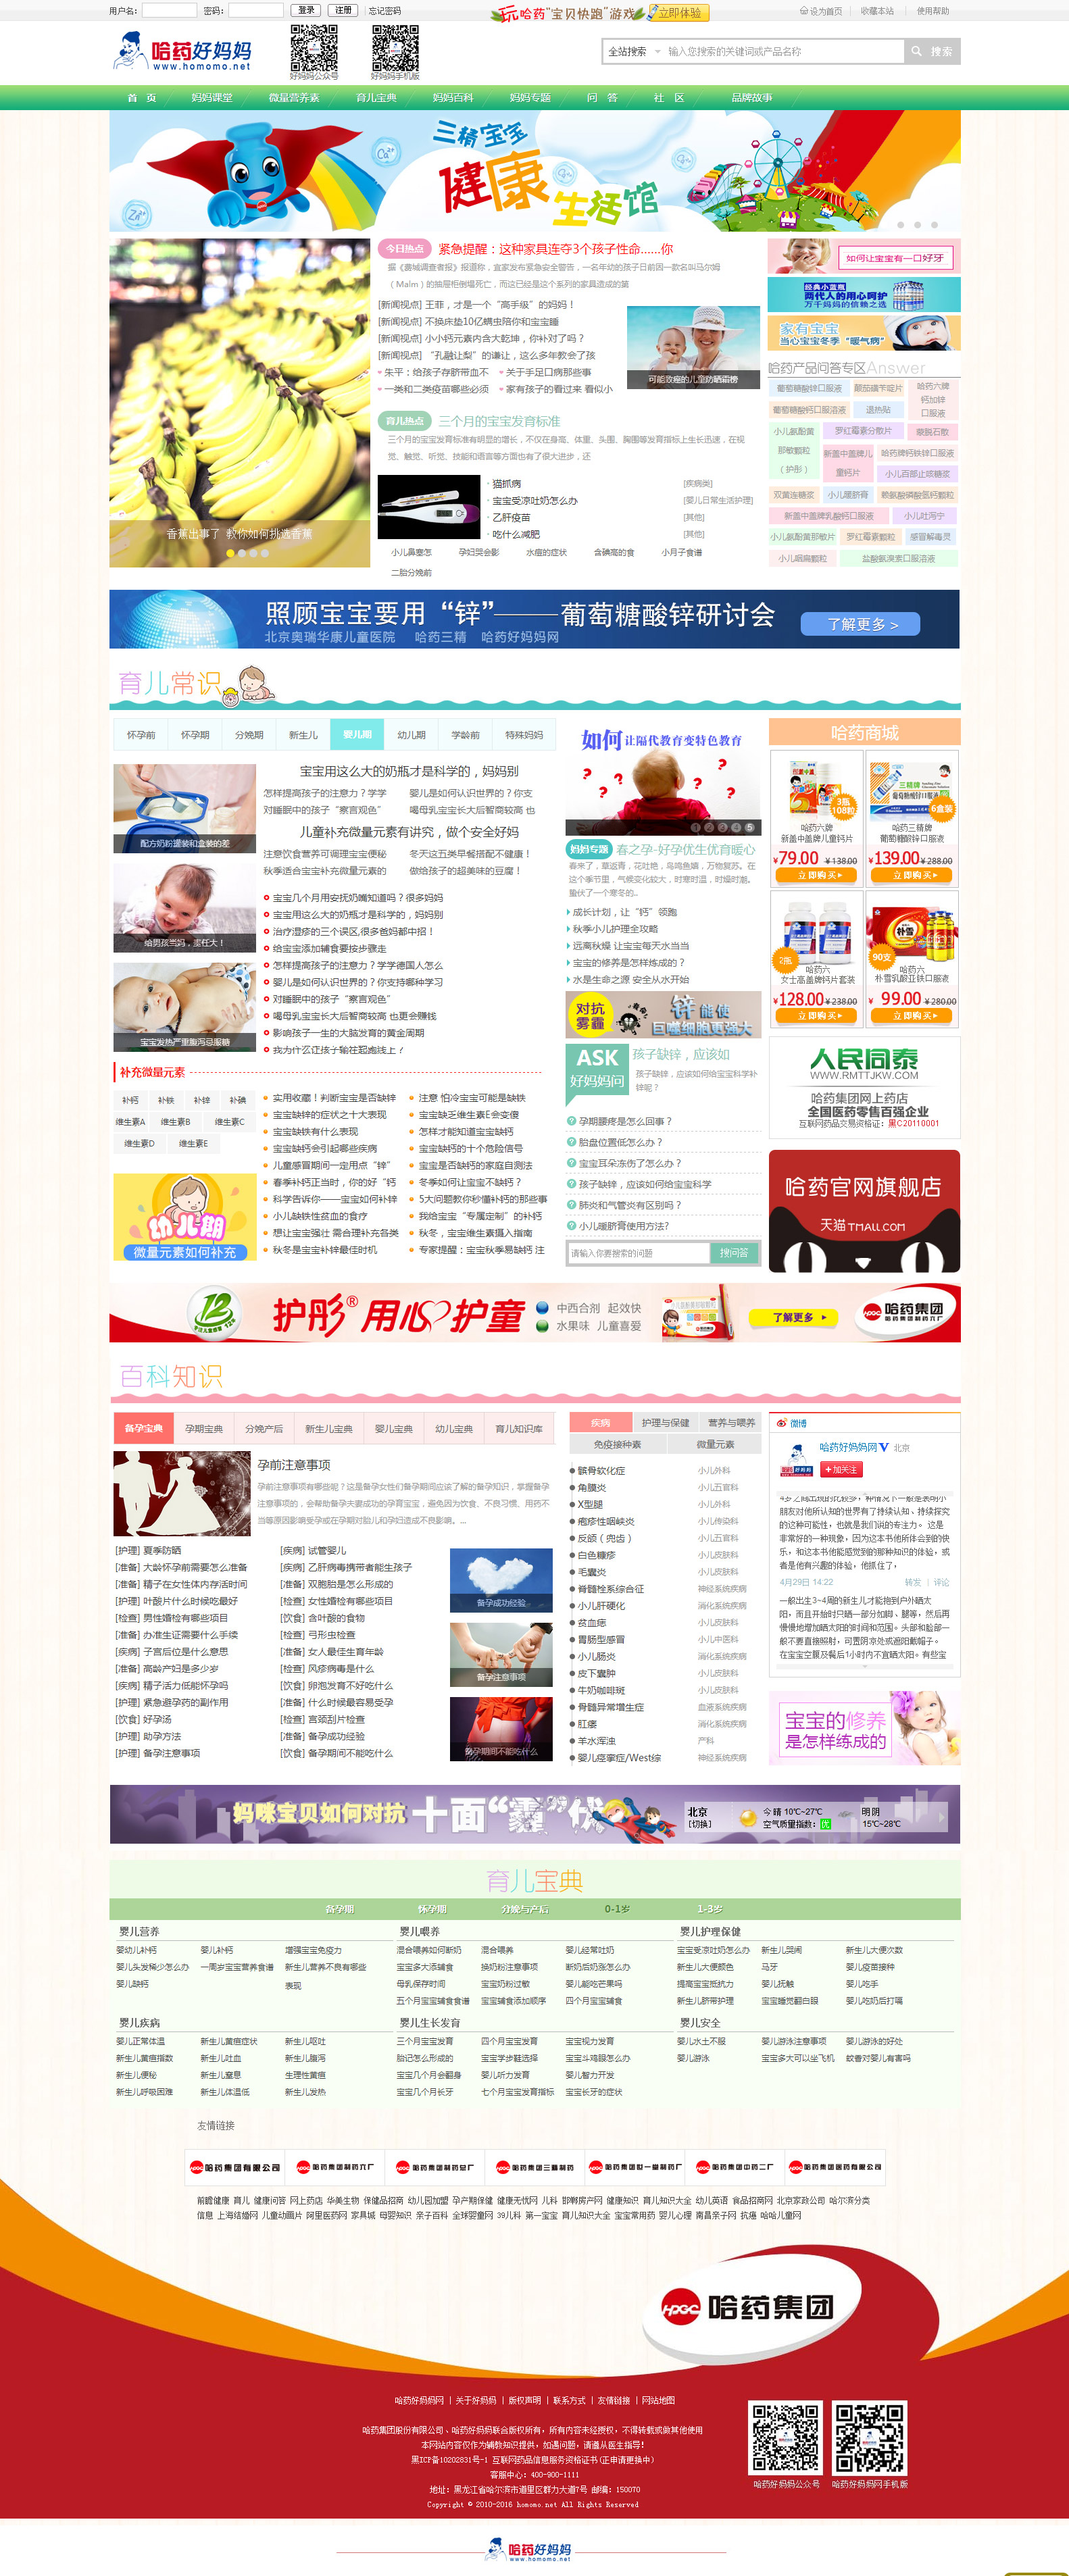 用户名： 密码： 登录 注册 忘记密码
玩哈药“宝贝快跑”游戏 立即体验
设为首页 收藏本站 使用帮助
哈药好妈妈
www.homomo.net
好妈妈公众号 好妈妈手机版
全站搜索 输入您搜索的关键词或产品名称 搜索
首 页 妈妈课堂 微量营养素 育儿宝典 妈妈百科 妈妈专题 问 答 社 区 品牌故事
三精宝宝
健康生活馆
香蕉出事了 教你如何挑选香蕉
今日热点 紧急提醒：这种家具连夺3个孩子性命……你
（Malm）的抽屉柜倒塌死亡，而这已经是这个系列的家具造成的第
[新闻视点] 王菲，才是一个“高手级”的妈妈！
[新闻视点] 不换床垫10亿螨虫陪你和宝宝睡
[新闻视点] 小小钙元素内含大乾坤，你补对了吗？
[新闻视点] “孔融让梨”的谦让，这么多年教会了孩
朱平：给孩子存脐带血不 关于手足口病那些事
一类和二类疫苗哪些必须 家有孩子的看过来 看似小
可能致癌的儿童防晒霜榜
育儿热点 三个月的宝宝发育标准
三个月的宝宝发育标准有明显的增长，不仅在身高、体重、头围、胸围等发育指标上生长迅速，在视
觉、触觉、听觉、技能和语言等方面也有了很大进步，还
猫抓病 [疾病类]
宝宝受凉吐奶怎么办 [婴儿日常生活护理]
乙肝疫苗 [其他]
吃什么减肥 [其他]
小儿鼻塞怎 孕妇哭会影 水痘的症状 含碘高的食 小月子食谱
二胎分娩前
如何让宝宝有一口好牙
经典小蓝瓶
两代人的用心呵护
万千妈妈的信赖之选
家有宝宝
当心宝宝冬季“暖气病”
哈药产品问答专区Answer
葡萄糖酸锌口服液 颠茄磺苄啶片 哈药六牌
钙加锌
口服液
葡萄糖酸钙口服溶液 退热贴
小儿氨酚黄
那敏颗粒
（护彤）
罗红霉素分散片 蒙脱石散
新盖中盖牌儿
童钙片
哈药牌钙铁锌口服液
小儿百部止咳糖浆
双黄连糖浆 小儿暖脐膏 赖氨酸磷酸氢钙颗粒
新盖中盖牌乳酸钙口服液 小儿吐泻宁
小儿氨酚黄那敏片 罗红霉素颗粒 感冒解毒灵
小儿咽扁颗粒 盐酸氨溴索口服溶液
照顾宝宝要用“锌”——葡萄糖酸锌研讨会
北京奥瑞华康儿童医院 哈药三精 哈药好妈妈网
了解更多 >
育儿常识
怀孕前 怀孕期 分娩期 新生儿 婴儿期 幼儿期 学龄前 特殊妈妈
配方奶粉罐装和盒装的差
给男孩当妈，责任大！
宝宝发热严重腹泻忌服糖
宝宝用这么大的奶瓶才是科学的，妈妈别
怎样提高孩子的注意力？学学 婴儿是如何认识世界的？你支
对睡眠中的孩子“察言观色” 喝母乳宝宝长大后智商较高 也
儿童补充微量元素有讲究，做个安全好妈
注意饮食营养可调理宝宝便秘 冬天这五类早餐搭配不健康！
秋季适合宝宝补充微量元素的 做给孩子的超美味的豆腐！
宝宝几个月用安抚奶嘴知道吗？很多妈妈
宝宝用这么大的奶瓶才是科学的，妈妈别
治疗湿疹的三个误区,很多爸妈都中招！
给宝宝添加辅食要按步骤走
怎样提高孩子的注意力？学学德国人怎么
婴儿是如何认识世界的？你支持哪种学习
对睡眠中的孩子“察言观色”
喝母乳宝宝长大后智商较高 也更会赚钱
影响孩子一生的大脑发育的黄金周期
我为什么让孩子输在起跑线上？
补充微量元素
补钙 补铁 补锌 补碘
维生素A 维生素B 维生素C
维生素D 维生素E
幼儿期
微量元素如何补充
实用收藏！判断宝宝是否缺锌 注意 怕冷宝宝可能是缺铁
宝宝缺锌的症状之十大表现 宝宝缺乏维生素E会变傻
宝宝缺铁有什么表现 怎样才能知道宝宝缺钙
宝宝缺钙会引起哪些疾病 宝宝缺钙的十个危险信号
儿童感冒期间一定用点“锌” 宝宝是否缺钙的家庭自测法
春季补钙正当时，你的好“钙 冬季如何让宝宝不缺钙？
科学告诉你——宝宝如何补锌 5大问题教你秒懂补钙的那些事
小儿缺铁性贫血的食疗 我给宝宝“专属定制”的补钙
想让宝宝强壮 需合理补充各类 秋冬，宝宝维生素摄入指南
秋冬是宝宝补锌最佳时机 专家提醒：宝宝秋季易缺钙 注
如何让隔代教育变特色教育
1 2 3 4 5
妈妈专题 春之孕-好孕优生优育暖心
春来了，草返青，花吐艳，鸟鸣鱼嬉，万物复苏。在
这个季节里，气候变化较大，时寒时温，时燥时潮。
蛰伏了一个寒冬的...
成长计划，让“钙”领跑
秋季小儿护理全攻略
远离秋燥 让宝宝每天水当当
宝宝的修养是怎样炼成的？
水是生命之源 安全从水开始
对抗雾霾 锌能使
巨噬细胞更强大
ASK
好妈妈问
孩子缺锌，应该如
孩子缺锌，应该如何给宝宝科学补
锌呢？
孕期腰疼是怎么回事？
胎盘位置低怎么办？
宝宝耳朵冻伤了怎么办？
孩子缺锌，应该如何给宝宝科学
肺炎和气管炎有区别吗？
小儿暖脐膏使用方法?
请输入你要搜索的问题 搜问答
哈药商城
3瓶108粒 6盒装
哈药六牌 哈药三精牌
新盖中盖牌儿童钙片 葡萄糖酸锌口服液
¥79.00 ¥138.00 ¥139.00 ¥288.00
立即购买 立即购买
2瓶 90支
哈药六 哈药六
女士高盖牌钙片套装 朴雪乳酸亚铁口服液
¥128.00 ¥238.00 ¥ 99.00 ¥280.00
立即购买 立即购买
人民同泰
WWW.RMTTJKW.COM
哈药集团网上药店
全国医药零售百强企业
互联网药品交易资格证：黑C20110001
哈药官网旗舰店
天猫TMALL.COM
护彤® 用心护童
中西合剂 起效快
水果味 儿童喜爱
了解更多
哈药集团
百科知识
备孕宝典 孕期宝典 分娩产后 新生儿宝典 婴儿宝典 幼儿宝典 育儿知识库
孕前注意事项
孕前注意事项有哪些呢？这是备孕女性们备孕期间应该了解的备孕知识，掌握备孕
注意事项的，会帮助备孕夫妻成功的孕育宝宝，避免因为饮食、不良习惯、用药不
当等原因影响受孕或在孕期对胎儿和孕妇造成不良影响。...
[护理] 夏季防晒 [疾病] 试管婴儿
[准备] 大龄怀孕前需要怎么准备 [疾病] 乙肝病毒携带者能生孩子
[准备] 精子在女性体内存活时间 [准备] 双胞胎是怎么形成的
[护理] 叶酸片什么时候吃最好 [检查] 女性婚检有哪些项目
[检查] 男性婚检有哪些项目 [饮食] 含叶酸的食物
[准备] 办准生证需要什么手续 [检查] 弓形虫检查
[疾病] 子宫后位是什么意思 [准备] 女人最佳生育年龄
[准备] 高龄产妇是多少岁 [检查] 风疹病毒是什么
[疾病] 精子活力低能怀孕吗 [饮食] 卵泡发育不好吃什么
[护理] 紧急避孕药的副作用 [准备] 什么时候最容易受孕
[饮食] 好孕汤 [检查] 宫颈刮片检查
[护理] 助孕方法 [准备] 备孕成功经验
[护理] 备孕注意事项 [饮食] 备孕期间不能吃什么
备孕成功经验
备孕注意事项
备孕期间不能吃什么
疾病 护理与保健 营养与喂养
免疫接种素 微量元素
髌骨软化症 小儿外科
角膜炎 小儿五官科
X型腿 小儿外科
疱疹性咽峡炎 小儿传染科
反颌（兜齿） 小儿五官科
白色糠疹 小儿皮肤科
毛囊炎 小儿皮肤科
脊髓栓系综合征 神经系统疾病
小儿肝硬化 消化系统疾病
贫血痣 小儿皮肤科
胃肠型感冒 小儿中医科
小儿肠炎 消化系统疾病
皮下囊肿 小儿皮肤科
牛奶咖啡斑 小儿皮肤科
骨髓异常增生症 血液系统疾病
肛瘘 消化系统疾病
羊水浑浊 产科
婴儿痉挛症/West综 神经系统疾病
微博
哈药好妈妈网 V 北京
+加关注
朋友对他所认知的世界有了持续认知、持续探究
的这种可能性，也就是我们说的专注力。 这是
非常好的一种现象，因为这本书他所体会到的快
乐，和这本书他能感觉到的那种知识的体验，或
者是他有兴趣的体验，他抓住了，
4月29日 14:22 转发 | 评论
一般出生3~4周的新生儿才能抱到户外晒太
阳，而且开始时只晒一部分如脚、腿等，然后再
慢慢地增加晒太阳的时间和范围。头部和脸部一
般不要直接照射，可置阴凉处或遮阳戴帽子。
在宝宝空腹及餐后1小时内不宜晒太阳。有些宝
宝宝的修养
是怎样练成的
妈咪宝贝如何对抗 十面“霾”伏
北京 今 晴 10℃~27℃ 明 阴
[切换] 空气质量指数：优 15℃~28℃
育儿宝典
备孕期 怀孕期 分娩与产后 0-1岁 1-3岁
婴儿营养 婴儿喂养 婴儿护理保健
婴幼儿补钙 婴儿补钙 增强宝宝免疫力 混合喂养如何断奶 混合喂养 婴儿经常吐奶 宝宝受凉吐奶怎么办 新生儿哭闹 新生儿大便次数
婴儿头发稀少怎么办 一周岁宝宝营养食谱 新生儿营养不良有哪些 宝宝多大添辅食 换奶粉注意事项 断奶后奶涨怎么办 新生儿大便颜色 马牙 婴儿疫苗接种
婴儿缺钙 表现 母乳保存时间 宝宝奶粉过敏 婴儿能吃芒果吗 提高宝宝抵抗力 婴儿抚触 婴儿吃手
五个月宝宝辅食食谱 宝宝辅食添加顺序 四个月宝宝辅食 新生儿脐带护理 宝宝睡觉翻白眼 婴儿吃奶后打嗝
婴儿疾病 婴儿生长发育 婴儿安全
婴儿正常体温 新生儿黄疸症状 新生儿呕吐 三个月宝宝发育 四个月宝宝发育 宝宝视力发育 婴儿水土不服 婴儿游泳注意事项 婴儿游泳的好处
新生儿黄疸指数 新生儿吐血 新生儿腹泻 胎记怎么形成的 宝宝学步鞋选择 宝宝斗鸡眼怎么办 婴儿游泳 宝宝多大可以坐飞机 蚊香对婴儿有害吗
新生儿便秘 新生儿窒息 生理性黄疸 宝宝几个月会翻身 婴儿听力发育 婴儿智力开发
新生儿呼吸困难 新生儿体温低 新生儿发热 宝宝几个月长牙 七个月宝宝发育指标 宝宝长牙的症状
友情链接
哈药集团有限公司 哈药集团制药六厂 哈药集团制药总厂 哈药集团三精制药 哈药集团世一堂制药厂 哈药集团中药二厂 哈药集团医药有限公司
前瞻健康 育儿 健康问答 网上药店 华美生物 保健品招商 幼儿园加盟 孕产期保健 健康无忧网 儿科 邯郸房产网 健康知识 育儿知识大全 幼儿英语 食品招商网 北京家政公司 哈尔滨分类
信息 上海结婚网 儿童动画片 阿里医药网 家具城 母婴知识 亲子百科 全球婴童网 39儿科 第一宝宝 育儿知识大全 宝宝常用药 婴儿心理 南昌亲子网 抗癌 哈哈儿童网
HPGC 哈药集团
哈药好妈妈网 | 关于好妈妈 | 版权声明 | 联系方式 | 友情链接 | 网站地图
哈药集团股份有限公司、哈药好妈妈联合版权所有，所有内容未经授权，不得转载或做其他使用
本网站内容仅作为辅教知识提供，如遇问题，请遵从医生指导！
黑ICP备10202831号-1 互联网药品信息服务资格证书(正申请更换中)
客服中心：400-900-1111
地址：黑龙江省哈尔滨市道里区群力大道7号 邮编：150070
Copyright © 2010-2016 homomo.net All Rights Reserved
哈药好妈妈公众号 哈药好妈妈网手机版
哈药好妈妈
www.homomo.net